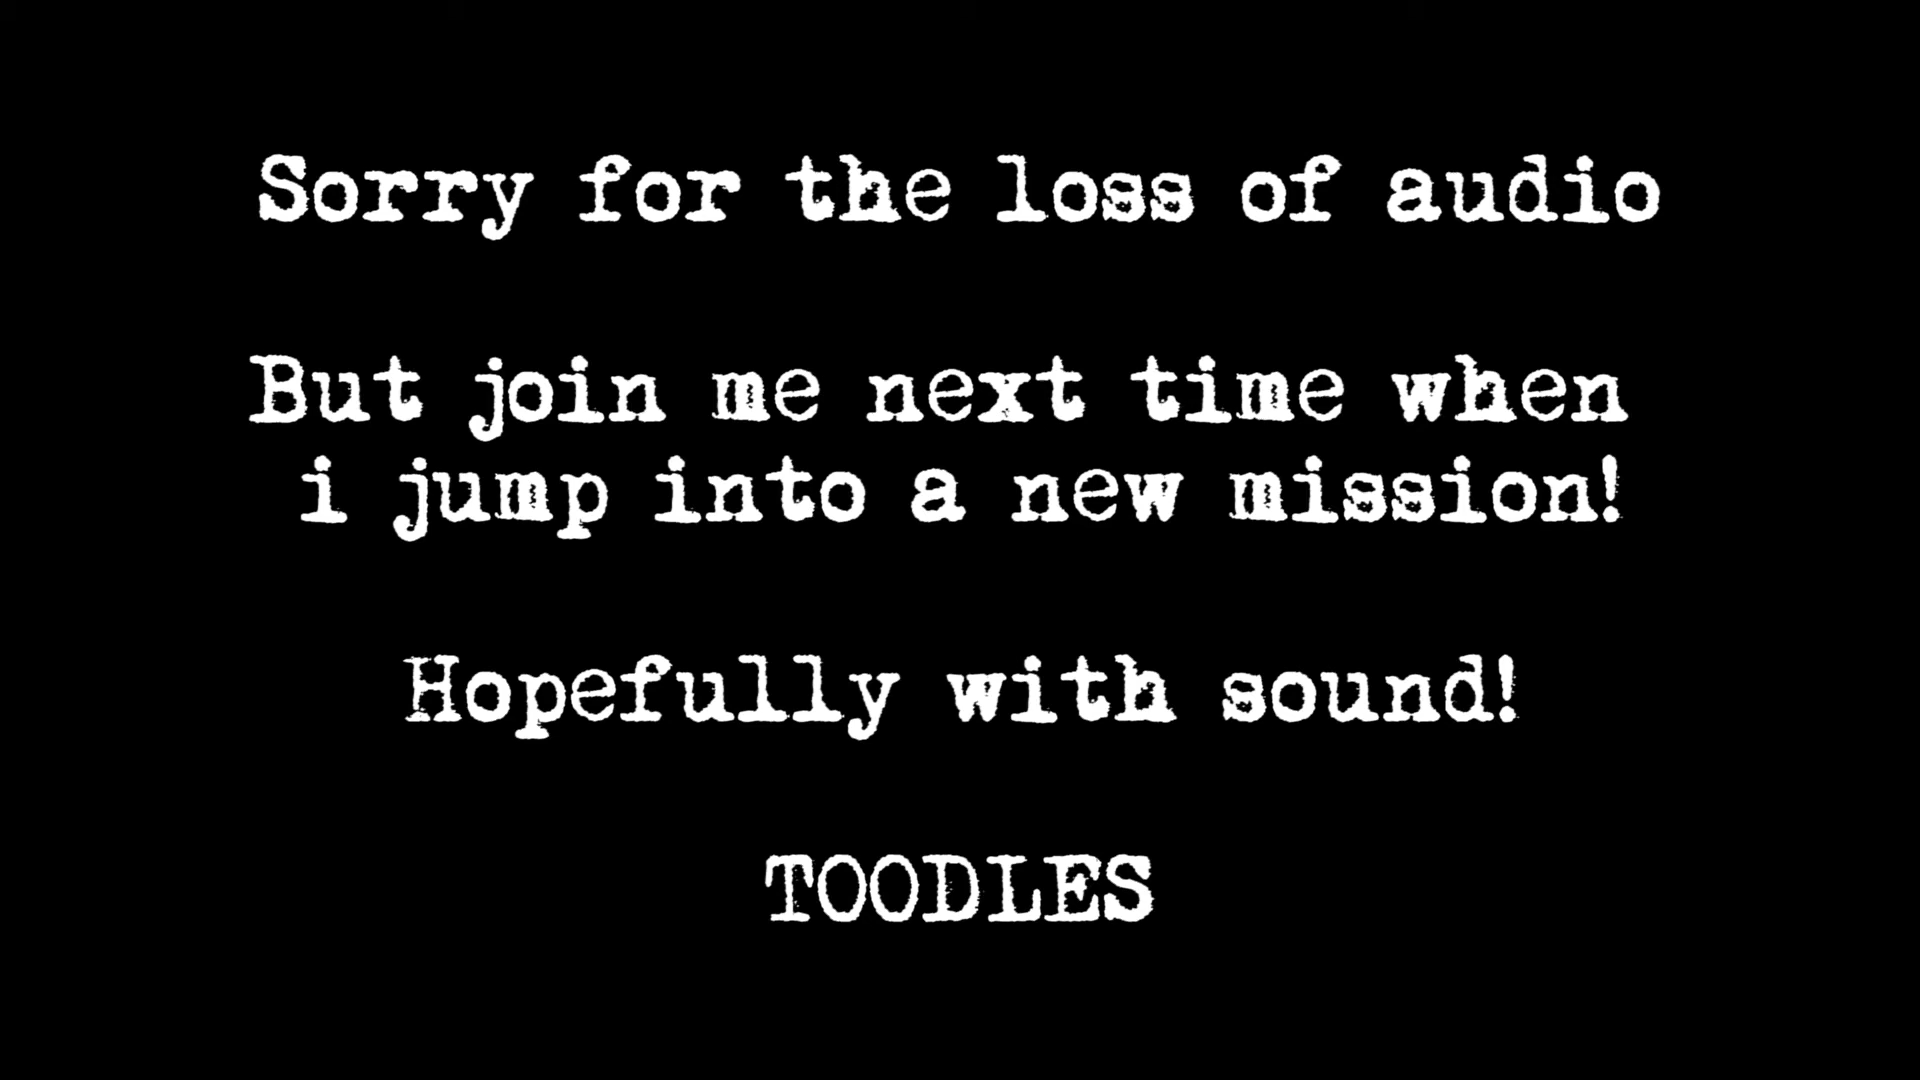 Sorry for the loss of audio
But join me next time when
i jump into a new mission!
Hopefully with sound!
TOODLES